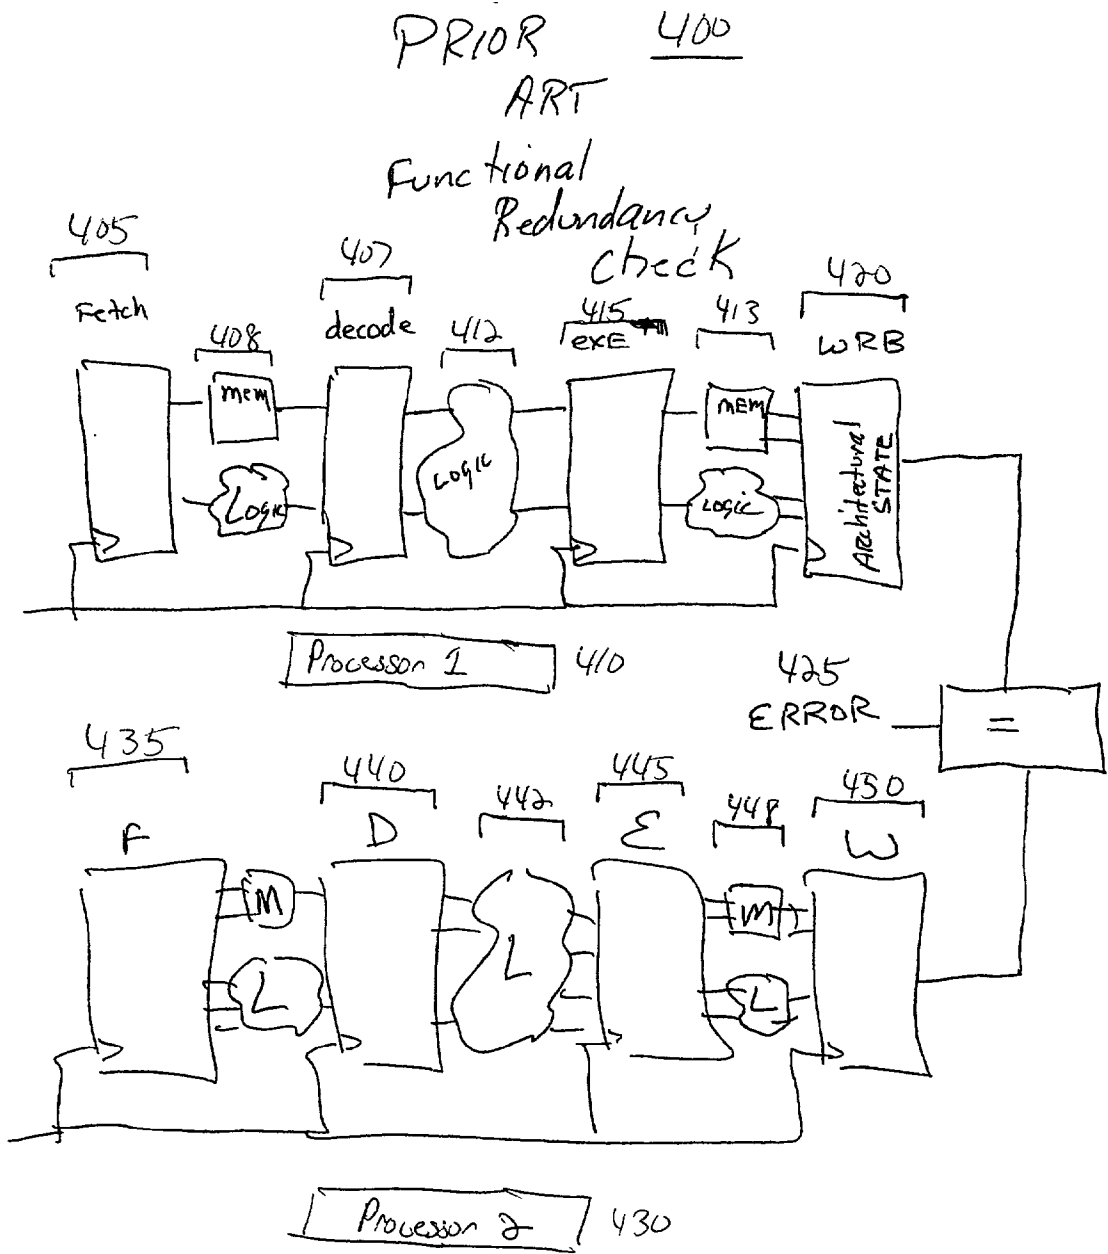 PRIOR 400
ART
Functional
Redundancy
check
405
407
420
Fetch
408
decode
412
415
413
exE
WRB
mem
MEM
Logic
LOGIC
LOGIC
Architectural
STATE
Processor 1 410
425
ERROR
=
435
440
445
442
448
450
F
D
E
W
M
M
L
L
L
Processor 2 430